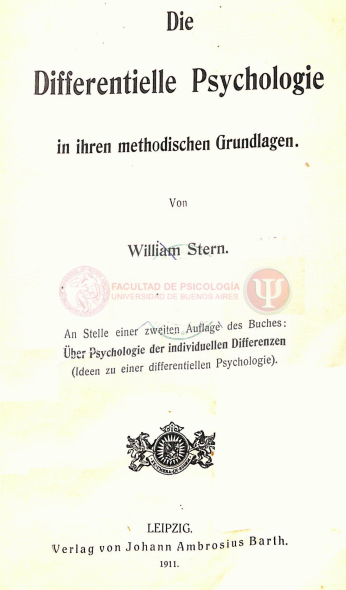 Die
Differentielle Psychologie
in ihren methodischen Grundlagen.
Von
William Stern.
FACULTAD DE PSICOLOGÍA
UNIVERSIDAD DE BUENOS AIRES
An Stelle einer zweiten Auflage des Buches:
Über Psychologie der individuellen Differenzen
(Ideen zu einer differentiellen Psychologie).
LEIPZIG.
Verlag von Johann Ambrosius Barth.
1911.